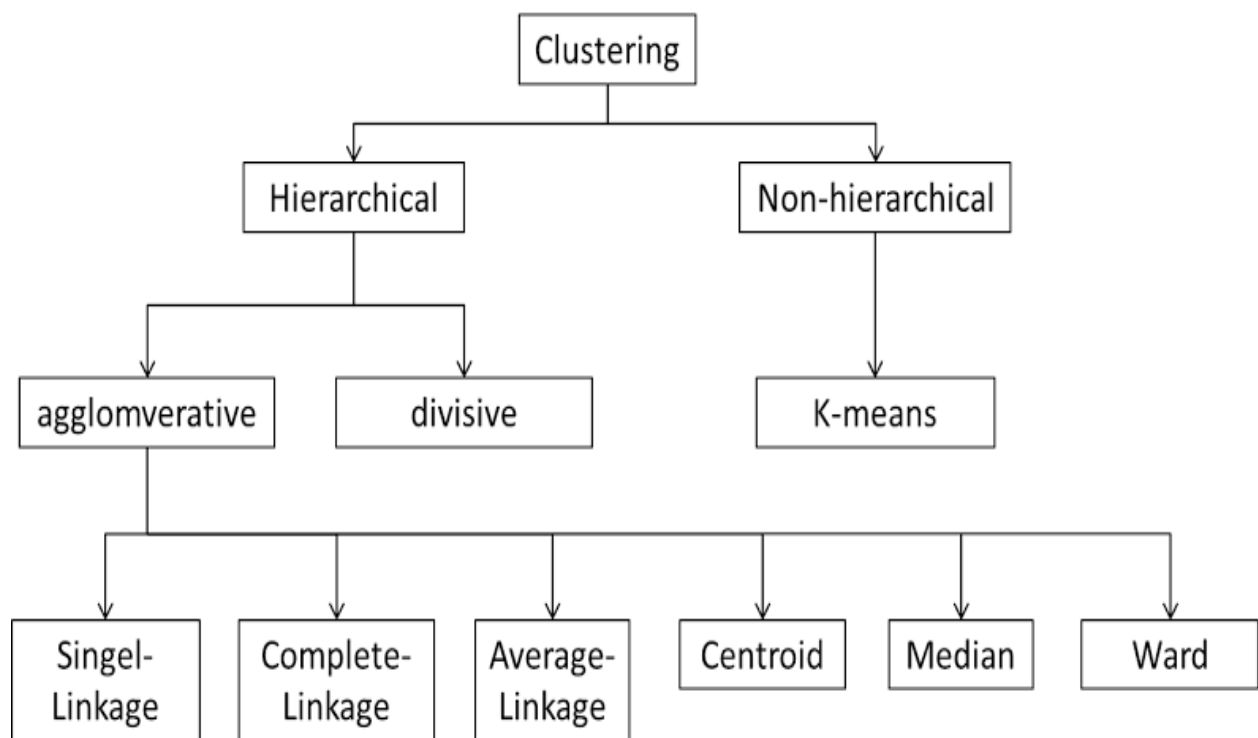 Clustering
Hierarchical
Non-hierarchical
agglomverative
divisive
K-means
Singel-
Linkage
Complete-
Linkage
Average-
Linkage
Centroid
Median
Ward